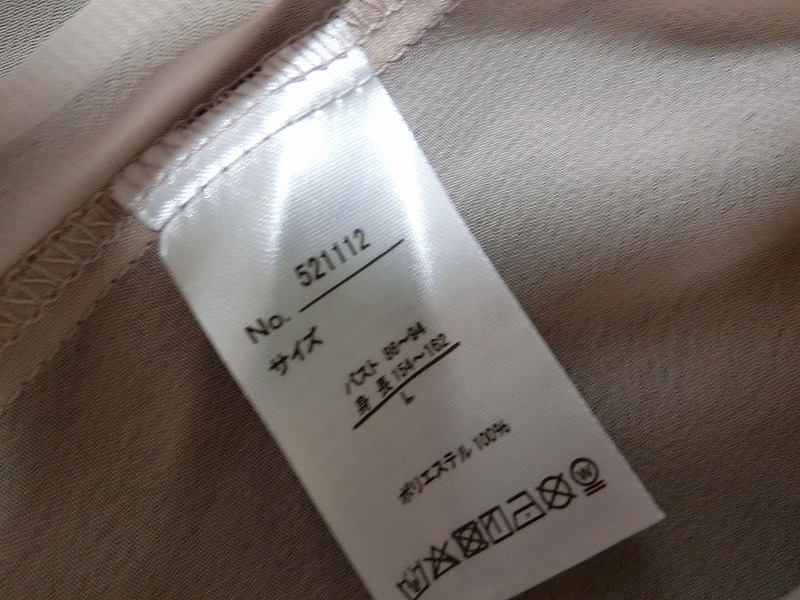 No. 521112
サイズ
バスト 86～94
身 長 154～162
L
ポリエステル 100%
W